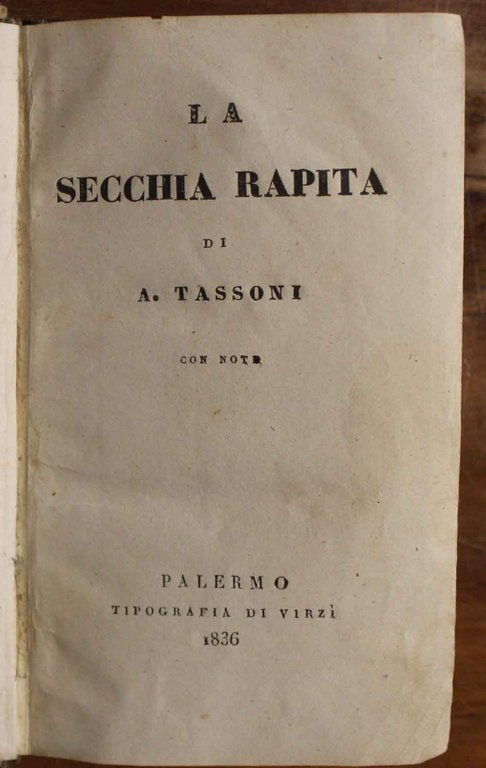 LA
SECCHIA RAPITA
DI
A. TASSONI
CON NOTE
PALERMO
TIPOGRAFIA DI VIRZÌ
1836